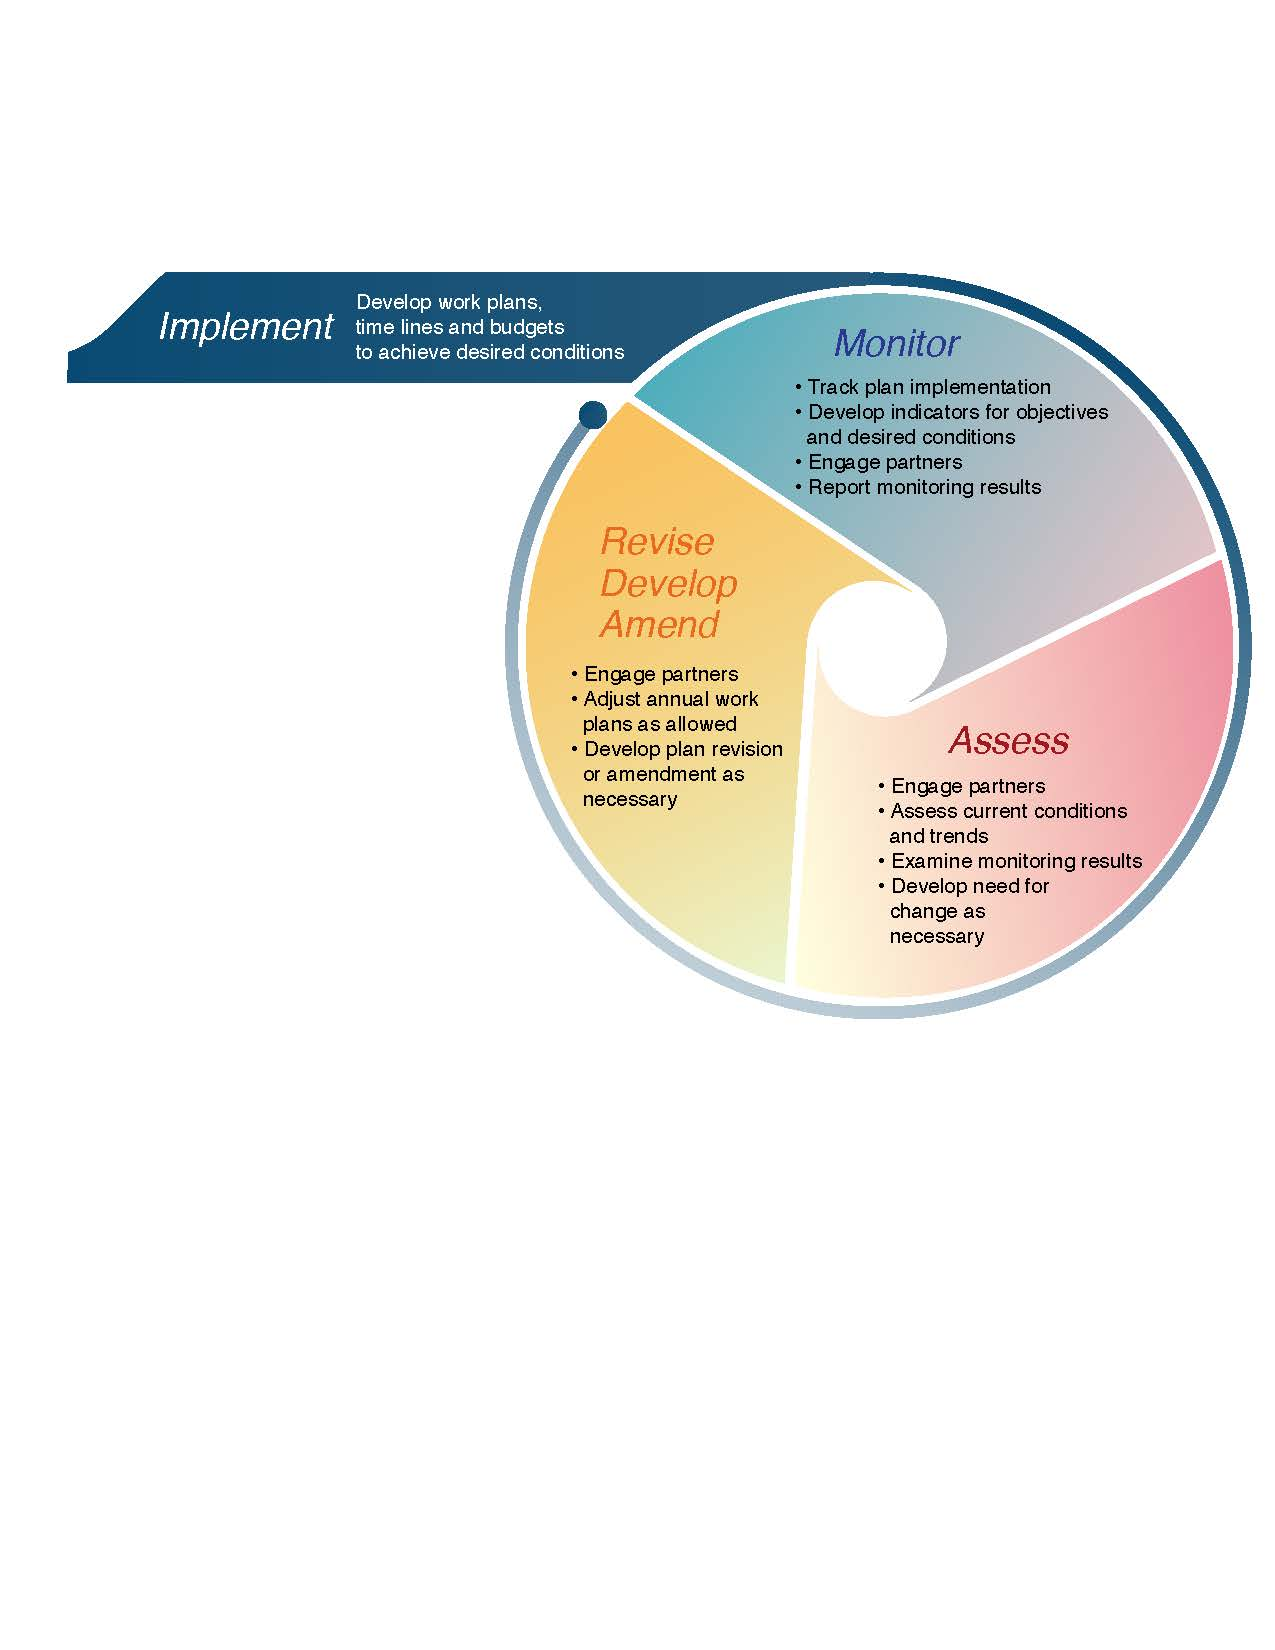 Implement
Develop work plans,
time lines and budgets
to achieve desired conditions
Monitor
• Track plan implementation
• Develop indicators for objectives
and desired conditions
• Engage partners
• Report monitoring results
Assess
• Engage partners
• Assess current conditions
and trends
• Examine monitoring results
• Develop need for
change as
necessary
Revise
Develop
Amend
• Engage partners
• Adjust annual work
plans as allowed
• Develop plan revision
or amendment as
necessary